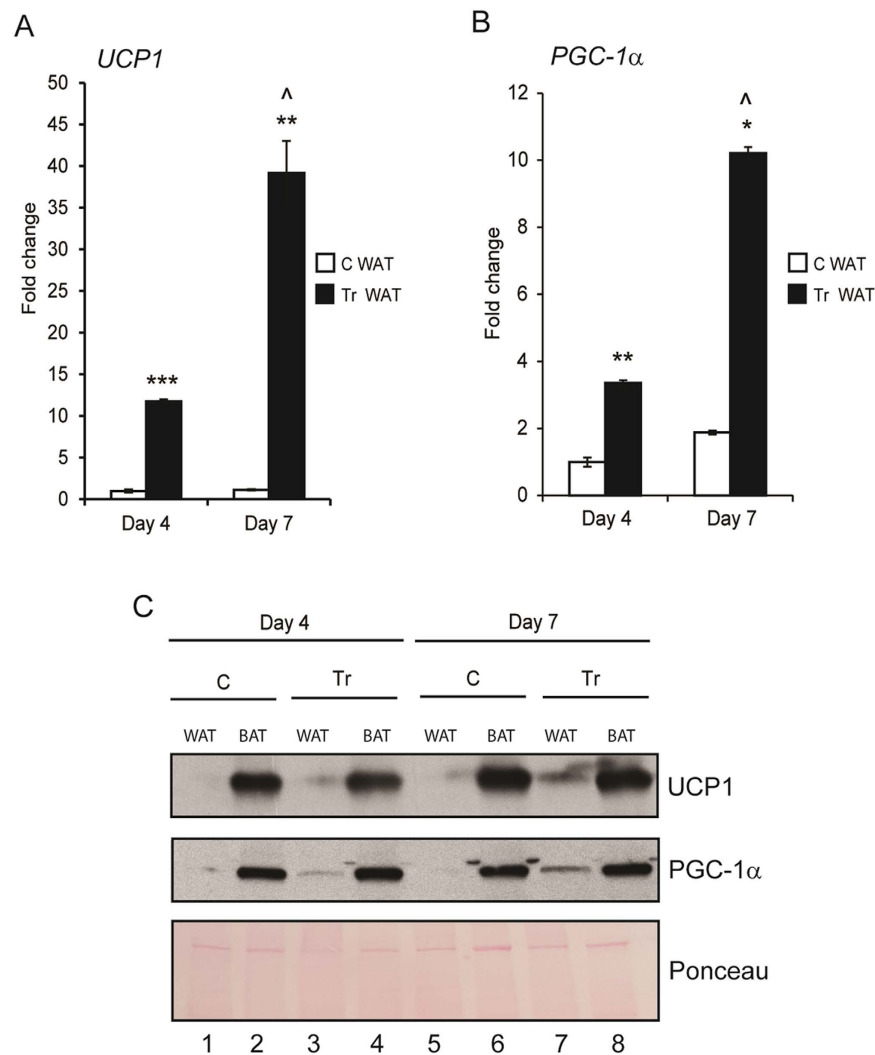 A
UCP1
Fold change
50
45
40
35
30
25
20
15
10
5
0
***
^
**
Day 4 Day 7
C WAT
Tr WAT
B
PGC-1α
Fold change
12
10
8
6
4
2
0
**
^
*
Day 4 Day 7
C WAT
Tr WAT
C
Day 4 Day 7
C Tr C Tr
WAT BAT WAT BAT WAT BAT WAT BAT
UCP1
PGC-1α
Ponceau
1 2 3 4 5 6 7 8